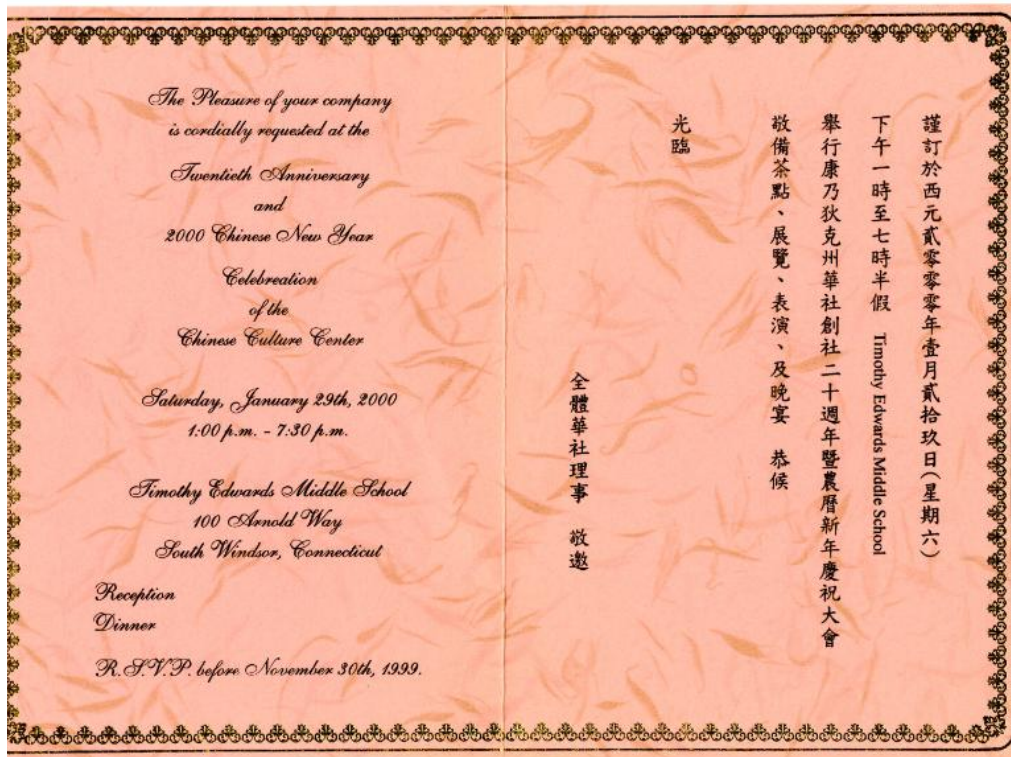 The Pleasure of your company
is cordially requested at the
Twentieth Anniversary
and
2000 Chinese New Year
Celebreation
of the
Chinese Culture Center
Saturday, January 29th, 2000
1:00 p.m. - 7:30 p.m.
Timothy Edwards Middle School
100 Arnold Way
South Windsor, Connecticut
Reception
Dinner
R.S.V.P. before November 30th, 1999.
謹訂於西元貳零零零年壹月貳拾玖日(星期六)
下午一時至七時半假 Timothy Edwards Middle School
舉行康乃狄克州華社創社二十週年暨農曆新年慶祝大會
敬備茶點、展覽、表演、及晚宴 恭候
光臨
全體華社理事 敬邀